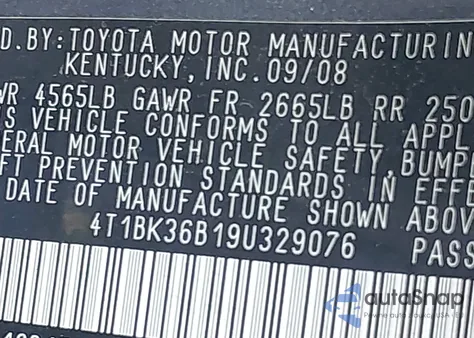 D.BY:TOYOTA MOTOR MANUFACTURIN
KENTUCKY, INC. 09/08
WR 4565LB GAWR FR 2665LB RR 250
S VEHICLE CONFORMS TO ALL APPL
ERAL MOTOR VEHICLE SAFETY, BUMP
FT PREVENTION STANDARDS IN EFFE
DATE OF MANUFACTURE SHOWN ABOV
4T1BK36B19U329076 PASS
autoSnap